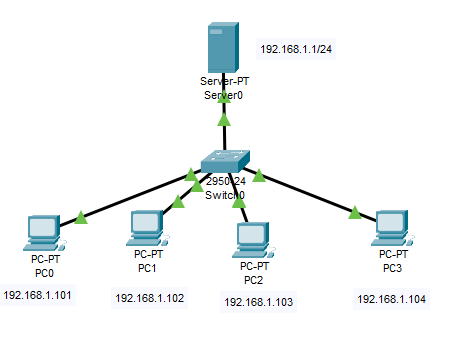 192.168.1.1/24
Server-PT
Server0
2950-24
Switch0
PC-PT
PC0
192.168.1.101
PC-PT
PC1
192.168.1.102
PC-PT
PC2
192.168.1.103
PC-PT
PC3
192.168.1.104